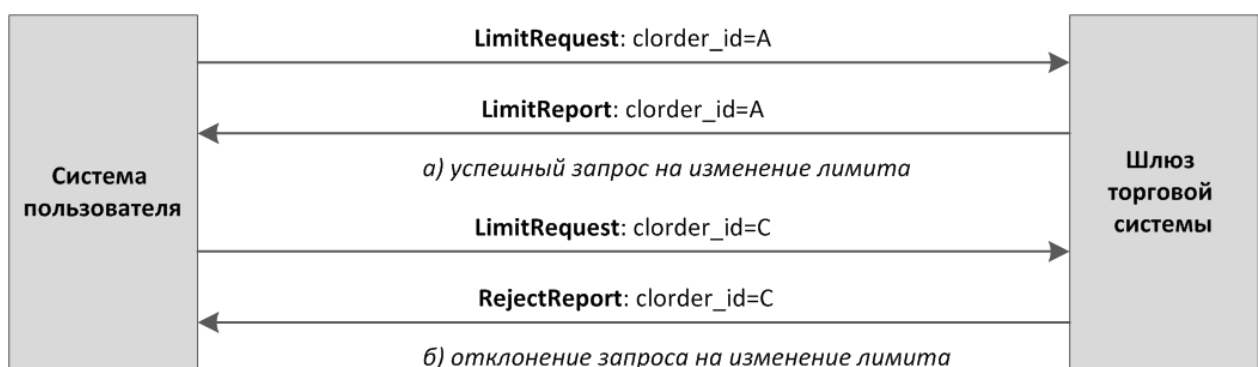 LimitRequest: clorder_id=A
LimitReport: clorder_id=A
а) успешный запрос на изменение лимита
Система
пользователя
Шлюз
торговой
системы
LimitRequest: clorder_id=C
RejectReport: clorder_id=C
б) отклонение запроса на изменение лимита